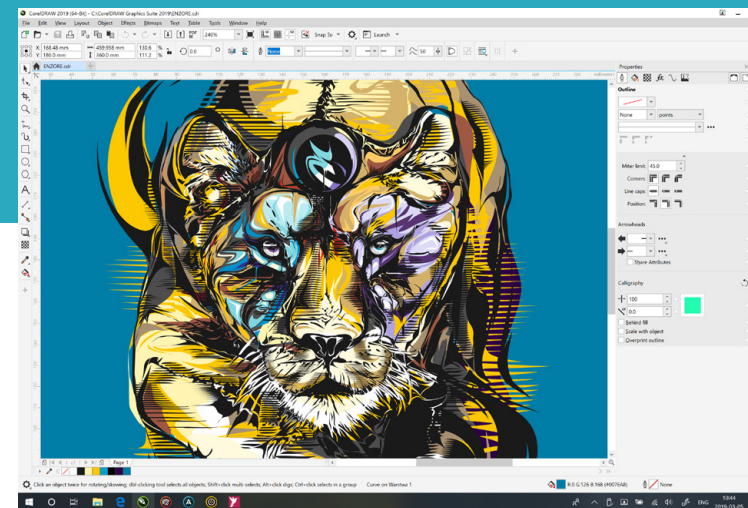 CorelDRAW 2019 (64-Bit) - C:\CorelDRAW Graphics Suite 2019\ENZORE.cdr
File Edit View Layout Object Effects Bitmaps Text Table Tools Window Help
PDF 240% Snap To Launch
X: 168.48 mm 459.958 mm 130.6 % 0.0 None 50
Y: 180.0 mm 360.0 mm 111.2 %
ENZORE.cdr
Properties
Outline
None points
Miter limit: 45.0
Corners:
Line caps:
Position:
Arrowheads
Share Attributes
Calligraphy
100
0.0
Behind fill
Scale with object
Overprint outline
Page 1
Click an object twice for rotating/skewing; dbl-clicking tool selects all objects; Shift+click multi-selects; Alt+click digs; Ctrl+click selects in a group Curve on Warstwa 1 R:0 G:126 B:168 (#007EA8) None
ENG 13:44
2019-03-05